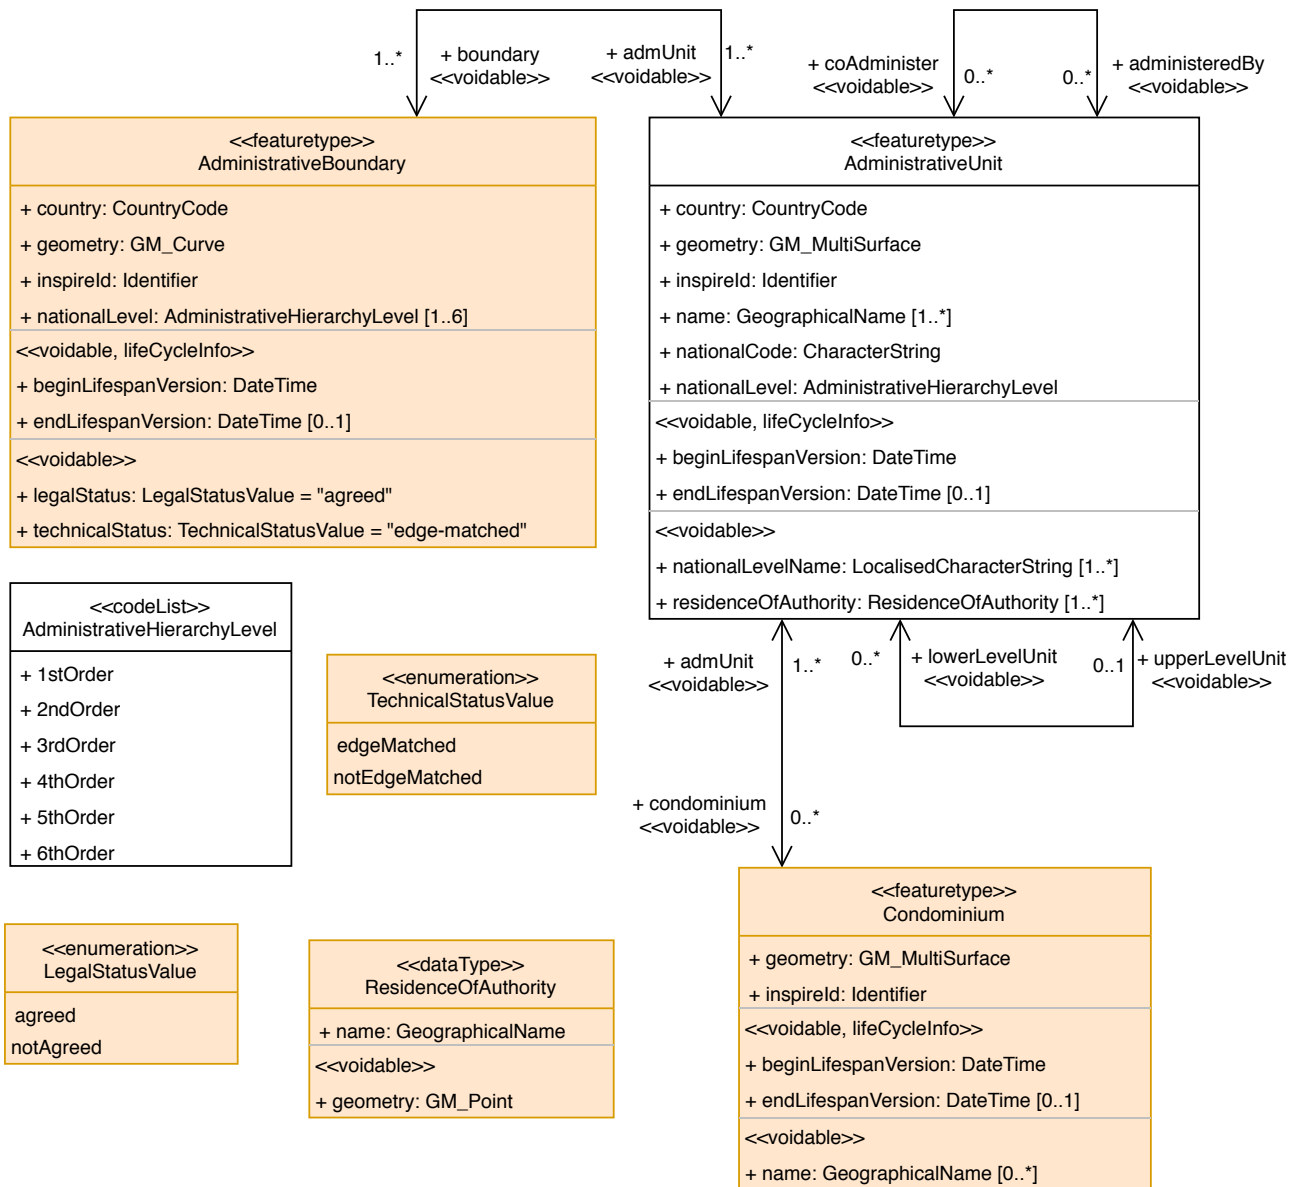 1..*
+ boundary
<<voidable>>
+ admUnit
<<voidable>>
1..*
+ coAdminister
<<voidable>>
0..*
0..*
+ administeredBy
<<voidable>>
<<featuretype>>
AdministrativeBoundary
+ country: CountryCode
+ geometry: GM_Curve
+ inspireId: Identifier
+ nationalLevel: AdministrativeHierarchyLevel [1..6]
<<voidable, lifeCycleInfo>>
+ beginLifespanVersion: DateTime
+ endLifespanVersion: DateTime [0..1]
<<voidable>>
+ legalStatus: LegalStatusValue = "agreed"
+ technicalStatus: TechnicalStatusValue = "edge-matched"
<<featuretype>>
AdministrativeUnit
+ country: CountryCode
+ geometry: GM_MultiSurface
+ inspireId: Identifier
+ name: GeographicalName [1..*]
+ nationalCode: CharacterString
+ nationalLevel: AdministrativeHierarchyLevel
<<voidable, lifeCycleInfo>>
+ beginLifespanVersion: DateTime
+ endLifespanVersion: DateTime [0..1]
<<voidable>>
+ nationalLevelName: LocalisedCharacterString [1..*]
+ residenceOfAuthority: ResidenceOfAuthority [1..*]
<<codeList>>
AdministrativeHierarchyLevel
+ 1stOrder
+ 2ndOrder
+ 3rdOrder
+ 4thOrder
+ 5thOrder
+ 6thOrder
<<enumeration>>
TechnicalStatusValue
edgeMatched
notEdgeMatched
+ admUnit
<<voidable>>
1..*
0..*
+ lowerLevelUnit
<<voidable>>
0..1
+ upperLevelUnit
<<voidable>>
+ condominium
<<voidable>>
0..*
<<enumeration>>
LegalStatusValue
agreed
notAgreed
<<dataType>>
ResidenceOfAuthority
+ name: GeographicalName
<<voidable>>
+ geometry: GM_Point
<<featuretype>>
Condominium
+ geometry: GM_MultiSurface
+ inspireId: Identifier
<<voidable, lifeCycleInfo>>
+ beginLifespanVersion: DateTime
+ endLifespanVersion: DateTime [0..1]
<<voidable>>
+ name: GeographicalName [0..*]